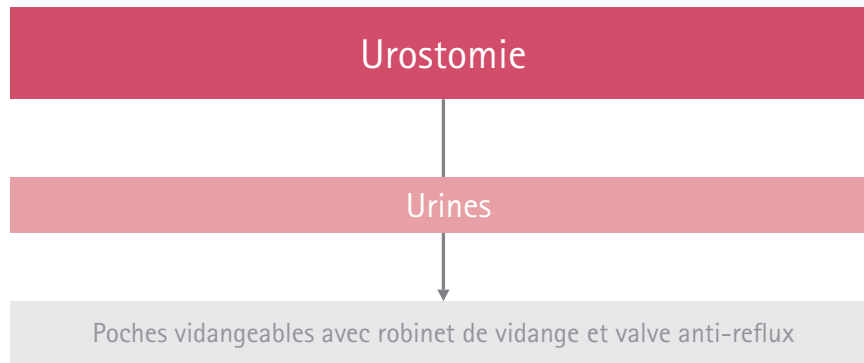 Urostomie
Urines
Poches vidangeables avec robinet de vidange et valve anti-reflux